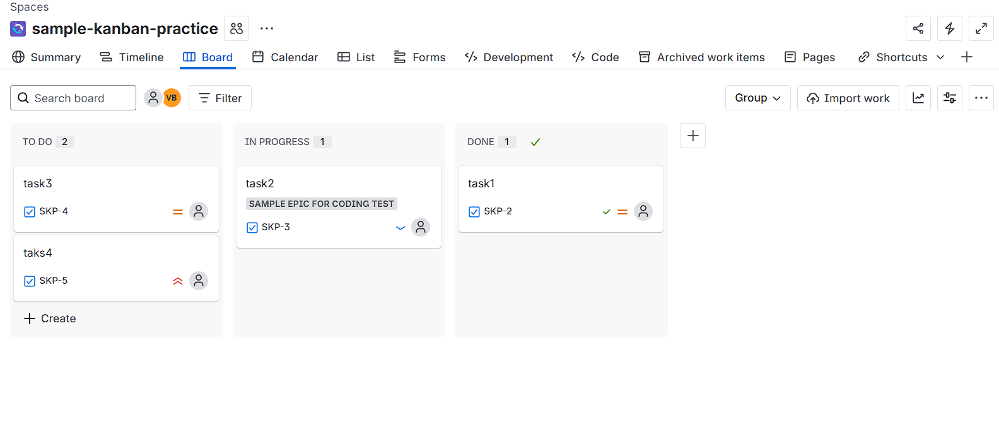 Spaces
sample-kanban-practice
Summary Timeline Board Calendar List Forms Development Code Archived work items Pages Shortcuts
Search board VB Filter Group Import work
TO DO 2
task3
SKP-4
taks4
SKP-5
Create
IN PROGRESS 1
task2
SAMPLE EPIC FOR CODING TEST
SKP-3
DONE 1
task1
SKP-2